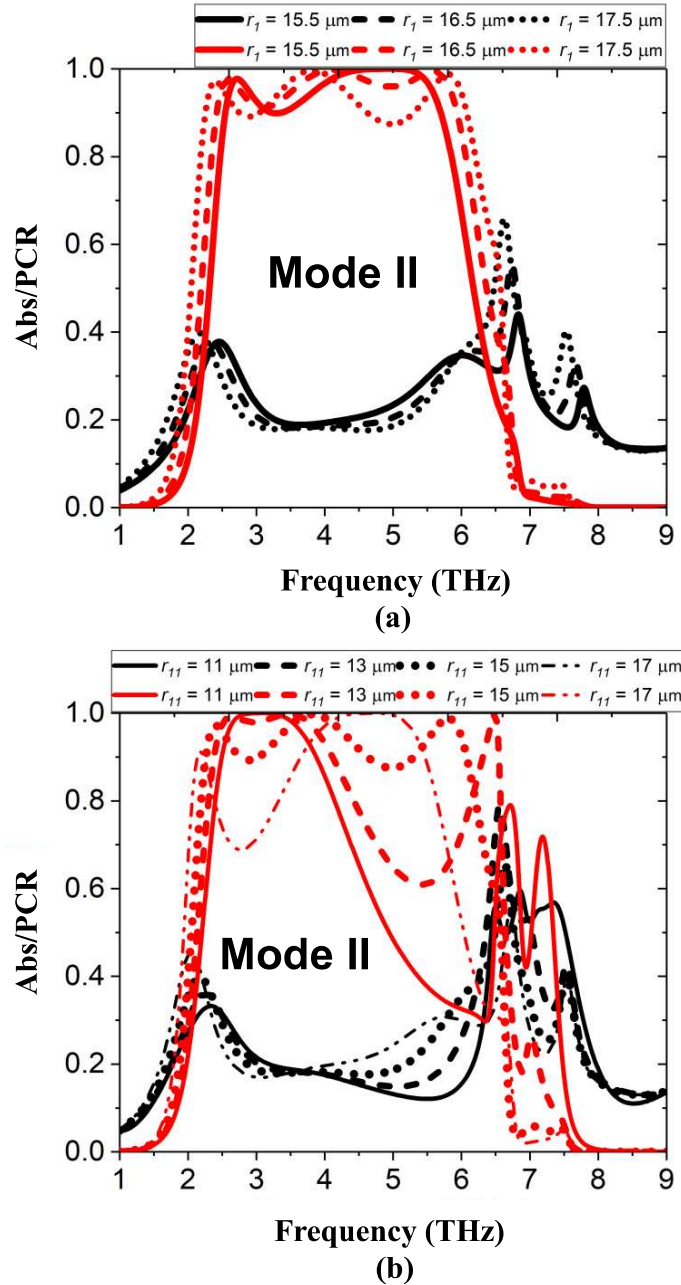 r1 = 15.5 μm r1 = 16.5 μm r1 = 17.5 μm
r1 = 15.5 μm r1 = 16.5 μm r1 = 17.5 μm
1.0
0.8
0.6
0.4
0.2
0.0
Abs/PCR
Mode II
1 2 3 4 5 6 7 8 9
Frequency (THz)
(a)
r11 = 11 μm r11 = 13 μm r11 = 15 μm r11 = 17 μm
r11 = 11 μm r11 = 13 μm r11 = 15 μm r11 = 17 μm
1.0
0.8
0.6
0.4
0.2
0.0
Abs/PCR
Mode II
1 2 3 4 5 6 7 8 9
Frequency (THz)
(b)